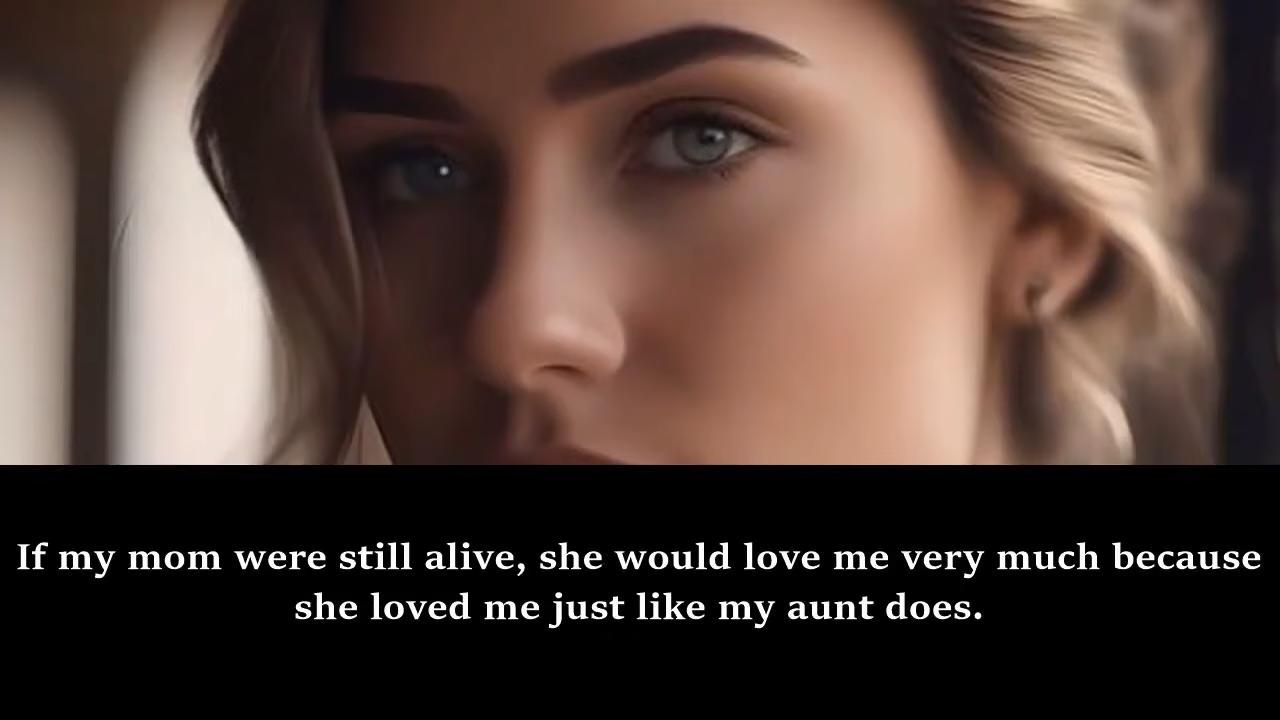 If my mom were still alive, she would love me very much because
she loved me just like my aunt does.